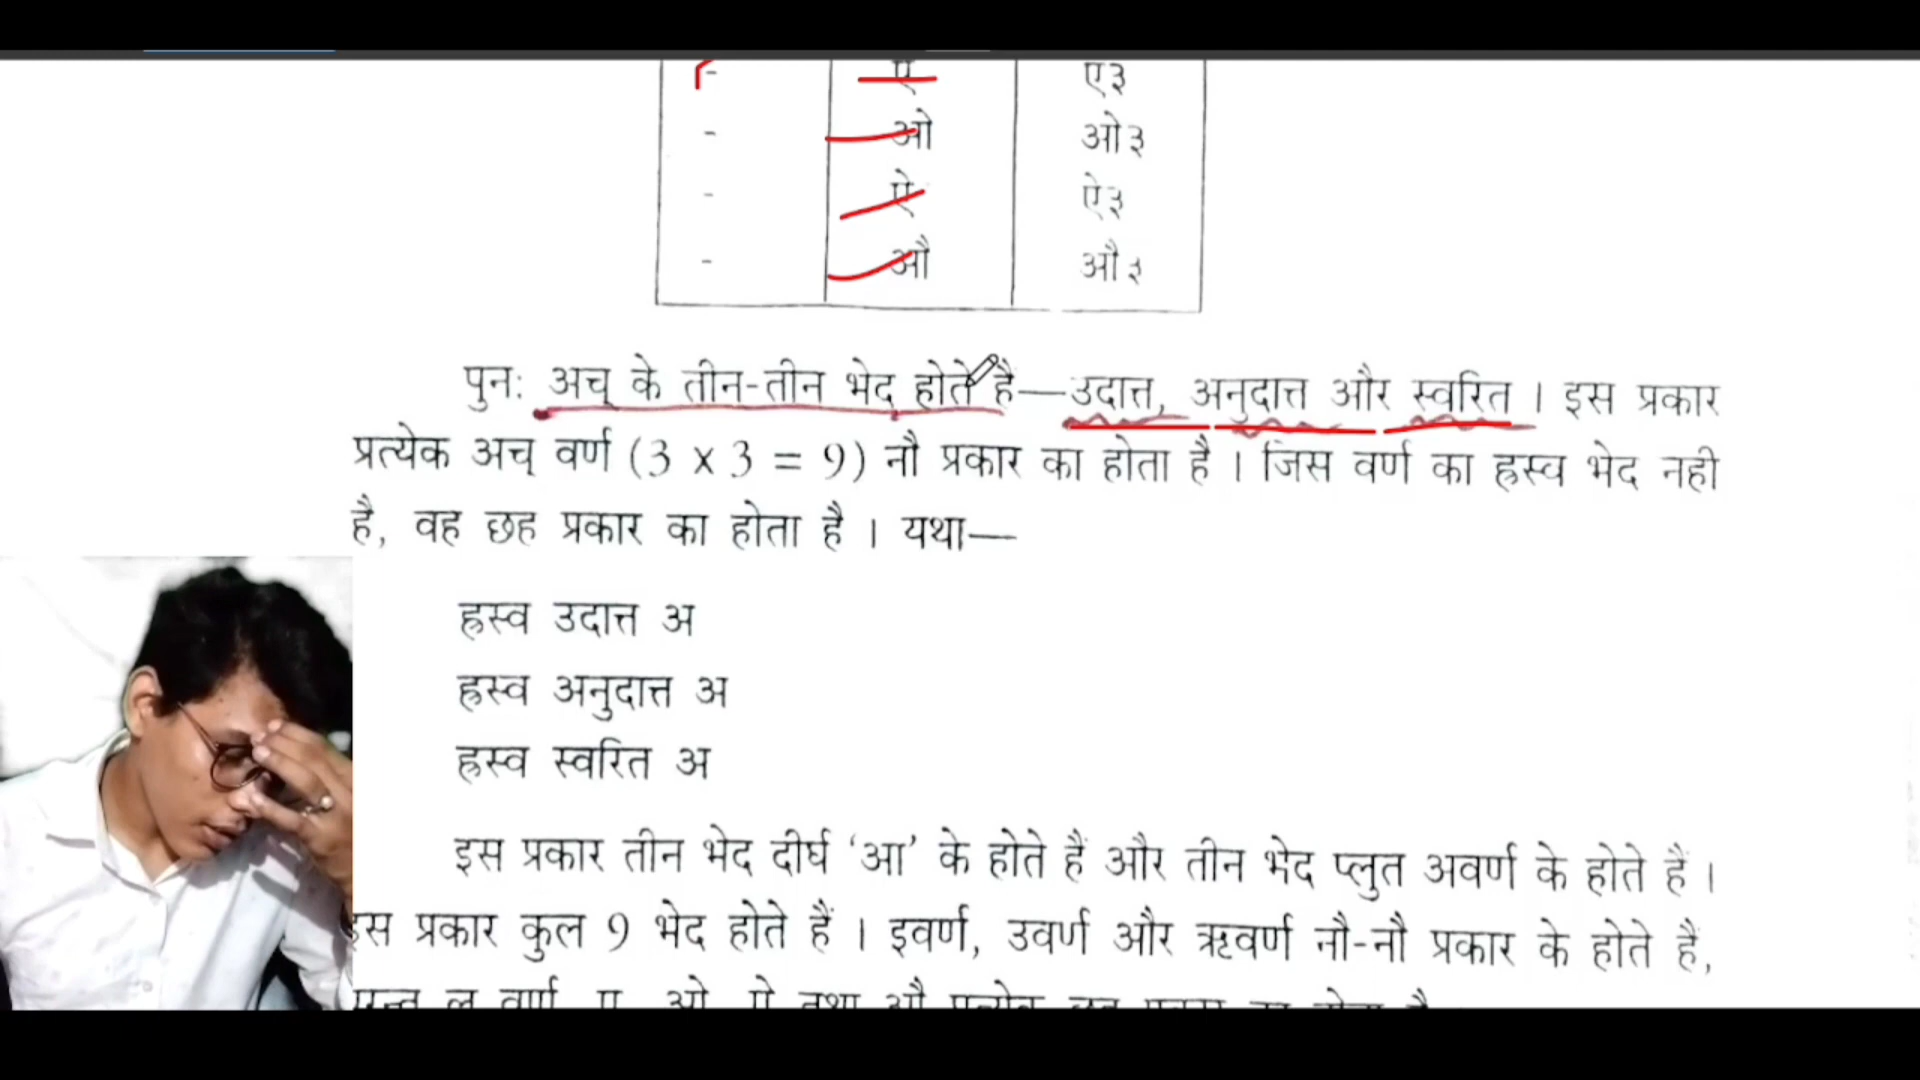 - ए ए३
- ओ ओ३
- ऐ ऐ३
- औ औ३
पुनः अच् के तीन-तीन भेद होते है—उदात्त, अनुदात्त और स्वरित । इस प्रकार
प्रत्येक अच् वर्ण (3 x 3 = 9) नौ प्रकार का होता है । जिस वर्ण का ह्रस्व भेद नही
है, वह छह प्रकार का होता है । यथा—
ह्रस्व उदात्त अ
ह्रस्व अनुदात्त अ
ह्रस्व स्वरित अ
इस प्रकार तीन भेद दीर्घ ‘आ’ के होते हैं और तीन भेद प्लुत अवर्ण के होते हैं ।
इस प्रकार कुल 9 भेद होते हैं । इवर्ण, उवर्ण और ऋवर्ण नौ-नौ प्रकार के होते है,